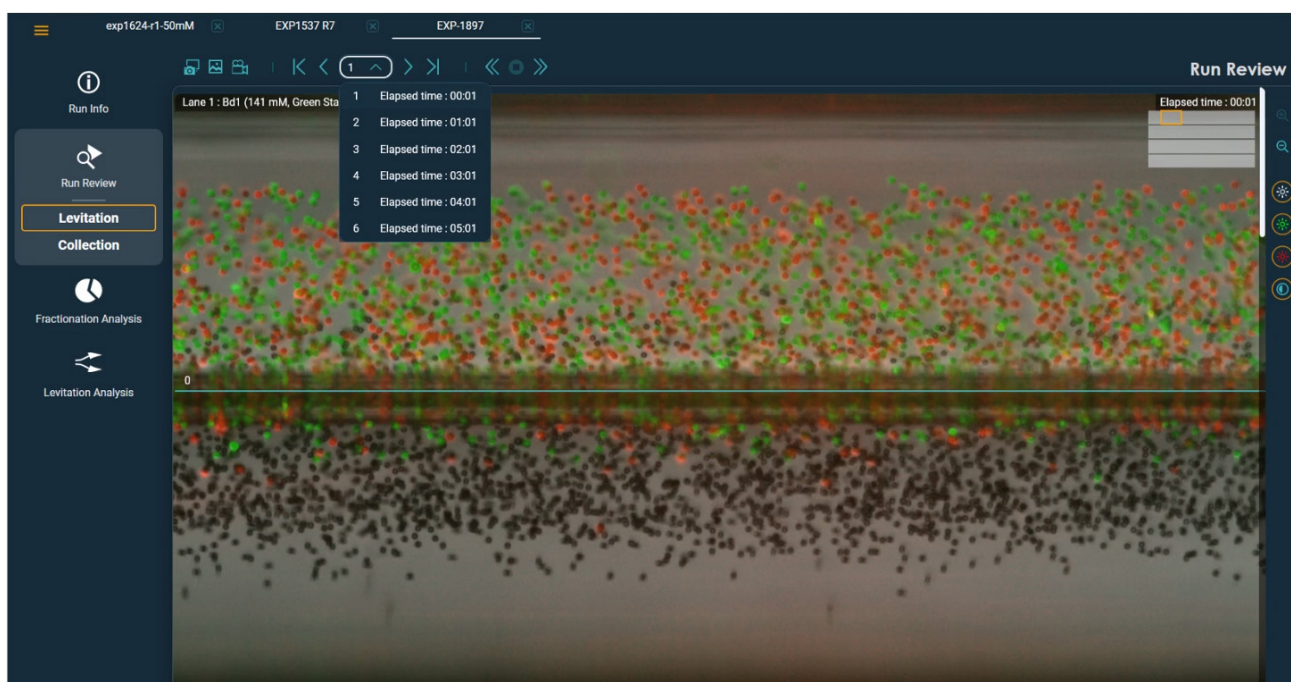 exp1624-r1-50mM
EXP1537 R7
EXP-1897
1
Run Review
Run Info
Run Review
Levitation
Collection
Fractionation Analysis
Levitation Analysis
Lane 1 : Bd1 (141 mM, Green Sta
1 Elapsed time : 00:01
2 Elapsed time : 01:01
3 Elapsed time : 02:01
4 Elapsed time : 03:01
5 Elapsed time : 04:01
6 Elapsed time : 05:01
Elapsed time : 00:01
0